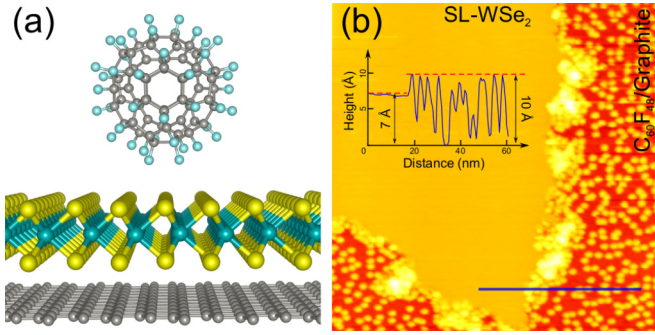 (a)
(b)
SL-WSe₂
C₆₀F₄₈/Graphite
Height (Å)
10
5
0
7 Å
10 Å
0
20
40
60
Distance (nm)